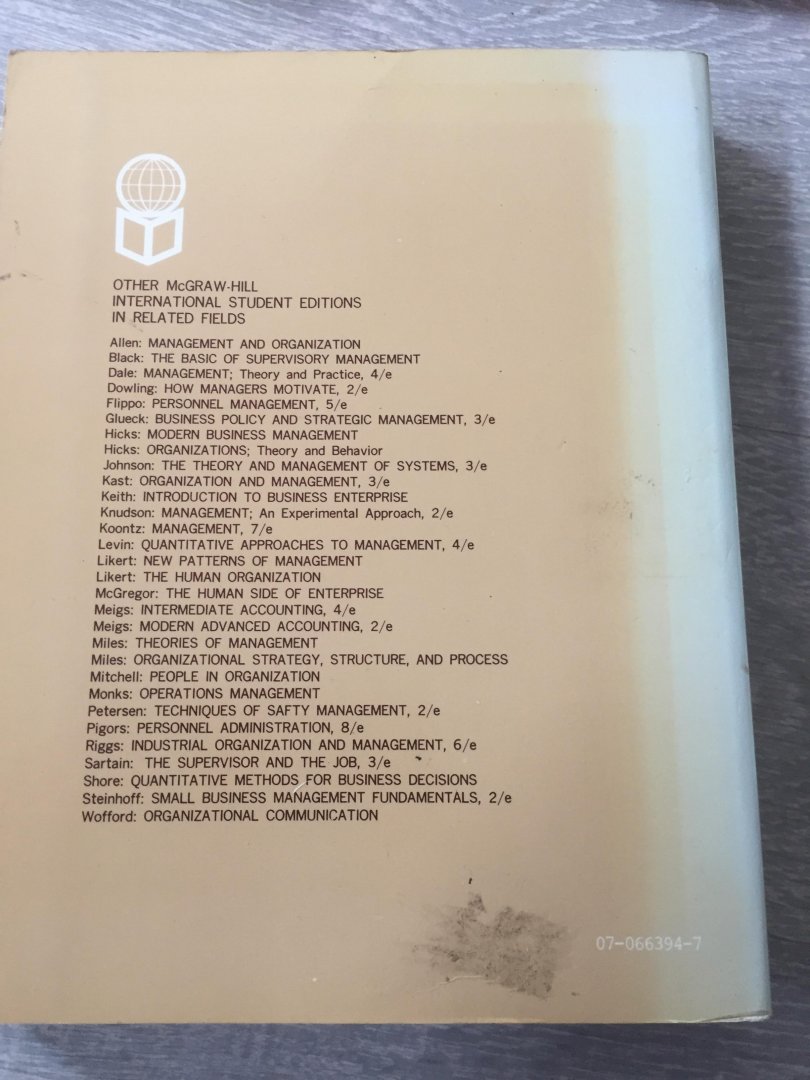 OTHER McGRAW-HILL
INTERNATIONAL STUDENT EDITIONS
IN RELATED FIELDS
Allen: MANAGEMENT AND ORGANIZATION
Black: THE BASIC OF SUPERVISORY MANAGEMENT
Dale: MANAGEMENT; Theory and Practice, 4/e
Dowling: HOW MANAGERS MOTIVATE, 2/e
Flippo: PERSONNEL MANAGEMENT, 5/e
Glueck: BUSINESS POLICY AND STRATEGIC MANAGEMENT, 3/e
Hicks: MODERN BUSINESS MANAGEMENT
Hicks: ORGANIZATIONS; Theory and Behavior
Johnson: THE THEORY AND MANAGEMENT OF SYSTEMS, 3/e
Kast: ORGANIZATION AND MANAGEMENT, 3/e
Keith: INTRODUCTION TO BUSINESS ENTERPRISE
Knudson: MANAGEMENT; An Experimental Approach, 2/e
Koontz: MANAGEMENT, 7/e
Levin: QUANTITATIVE APPROACHES TO MANAGEMENT, 4/e
Likert: NEW PATTERNS OF MANAGEMENT
Likert: THE HUMAN ORGANIZATION
McGregor: THE HUMAN SIDE OF ENTERPRISE
Meigs: INTERMEDIATE ACCOUNTING, 4/e
Meigs: MODERN ADVANCED ACCOUNTING, 2/e
Miles: THEORIES OF MANAGEMENT
Miles: ORGANIZATIONAL STRATEGY, STRUCTURE, AND PROCESS
Mitchell: PEOPLE IN ORGANIZATION
Monks: OPERATIONS MANAGEMENT
Petersen: TECHNIQUES OF SAFTY MANAGEMENT, 2/e
Pigors: PERSONNEL ADMINISTRATION, 8/e
Riggs: INDUSTRIAL ORGANIZATION AND MANAGEMENT, 6/e
Sartain: THE SUPERVISOR AND THE JOB, 3/e
Shore: QUANTITATIVE METHODS FOR BUSINESS DECISIONS
Steinhoff: SMALL BUSINESS MANAGEMENT FUNDAMENTALS, 2/e
Wofford: ORGANIZATIONAL COMMUNICATION
07-066394-7